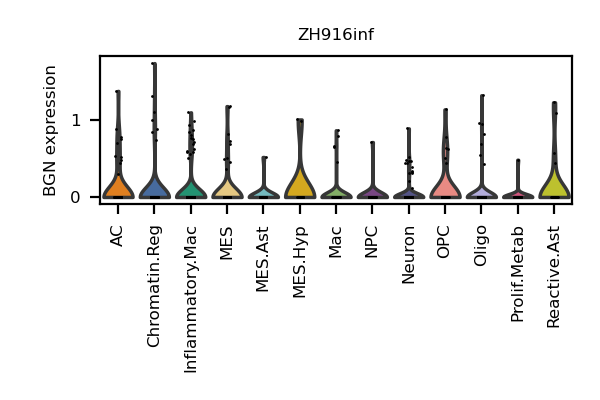 ZH916inf
BGN expression
1
0
AC
Chromatin.Reg
Inflammatory.Mac
MES
MES.Ast
MES.Hyp
Mac
NPC
Neuron
OPC
Oligo
Prolif.Metab
Reactive.Ast